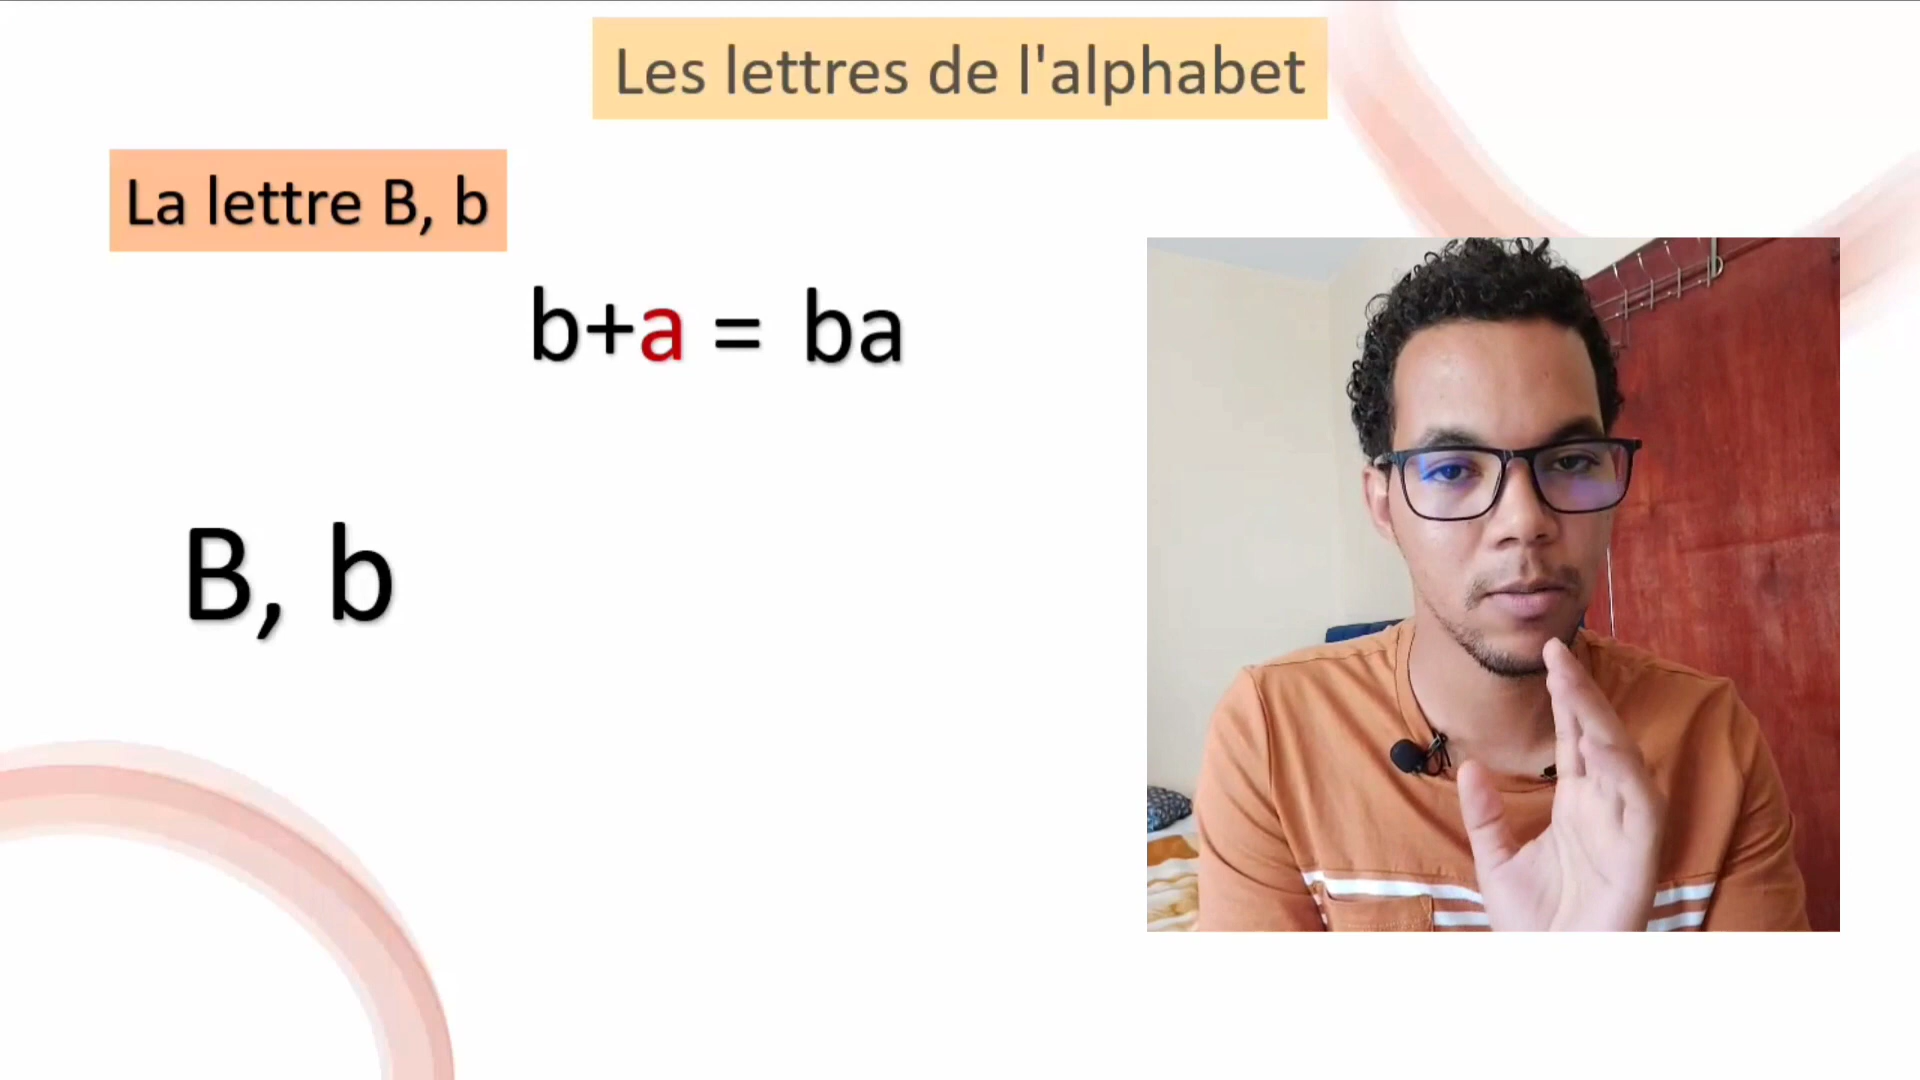 Les lettres de l'alphabet
La lettre B, b
b+a = ba
B, b